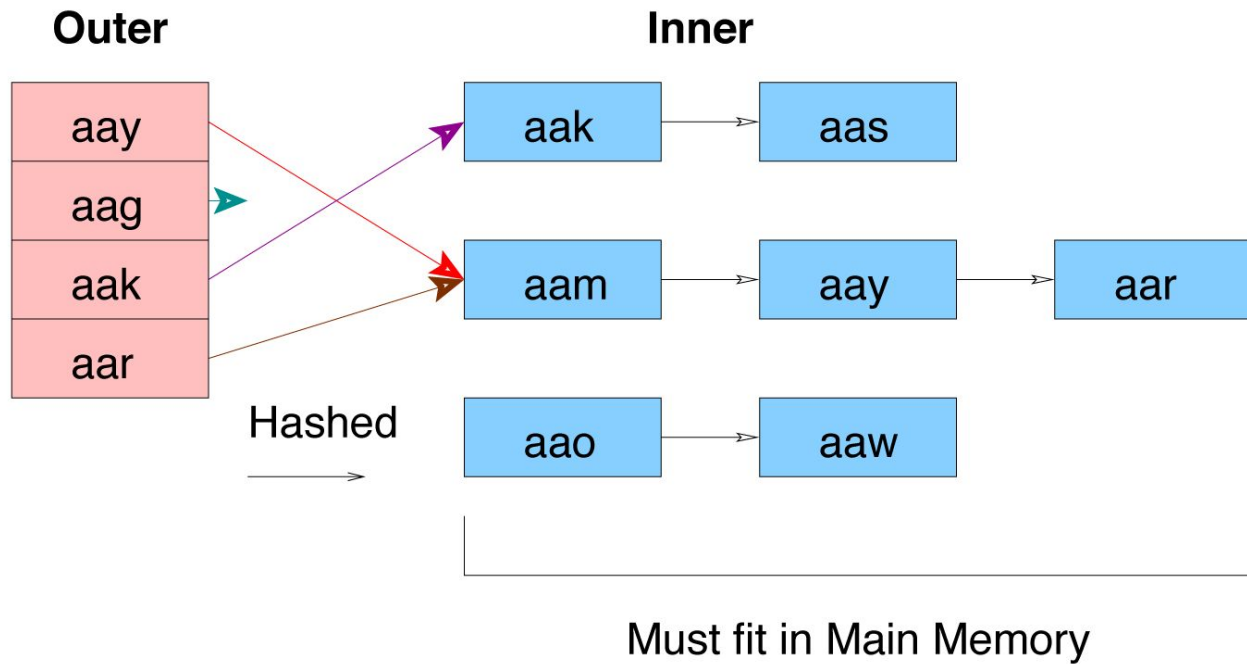 Outer Inner
aay aak aas
aag
aak aam aay aar
aar
Hashed aao aaw
Must fit in Main Memory